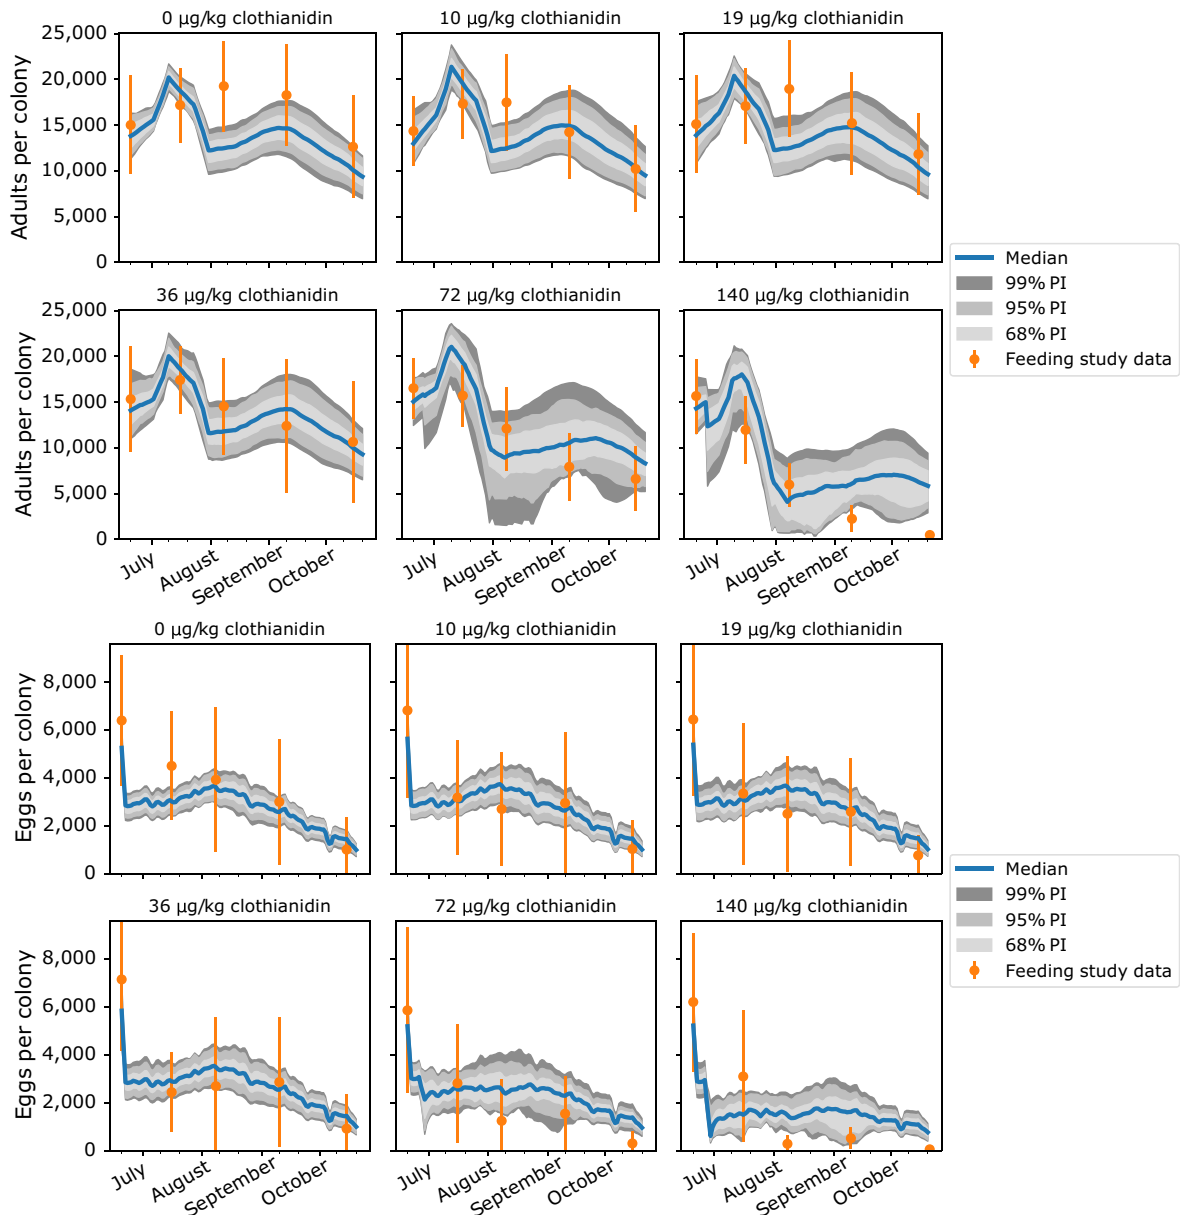 0 µg/kg clothianidin
10 µg/kg clothianidin
19 µg/kg clothianidin
Adults per colony
25,000
20,000
15,000
10,000
5,000
0
36 µg/kg clothianidin
72 µg/kg clothianidin
140 µg/kg clothianidin
Adults per colony
25,000
20,000
15,000
10,000
5,000
0
July
August
September
October
July
August
September
October
July
August
September
October
Median
99% PI
95% PI
68% PI
Feeding study data
0 µg/kg clothianidin
10 µg/kg clothianidin
19 µg/kg clothianidin
Eggs per colony
8,000
6,000
4,000
2,000
0
36 µg/kg clothianidin
72 µg/kg clothianidin
140 µg/kg clothianidin
Eggs per colony
8,000
6,000
4,000
2,000
0
July
August
September
October
July
August
September
October
July
August
September
October
Median
99% PI
95% PI
68% PI
Feeding study data